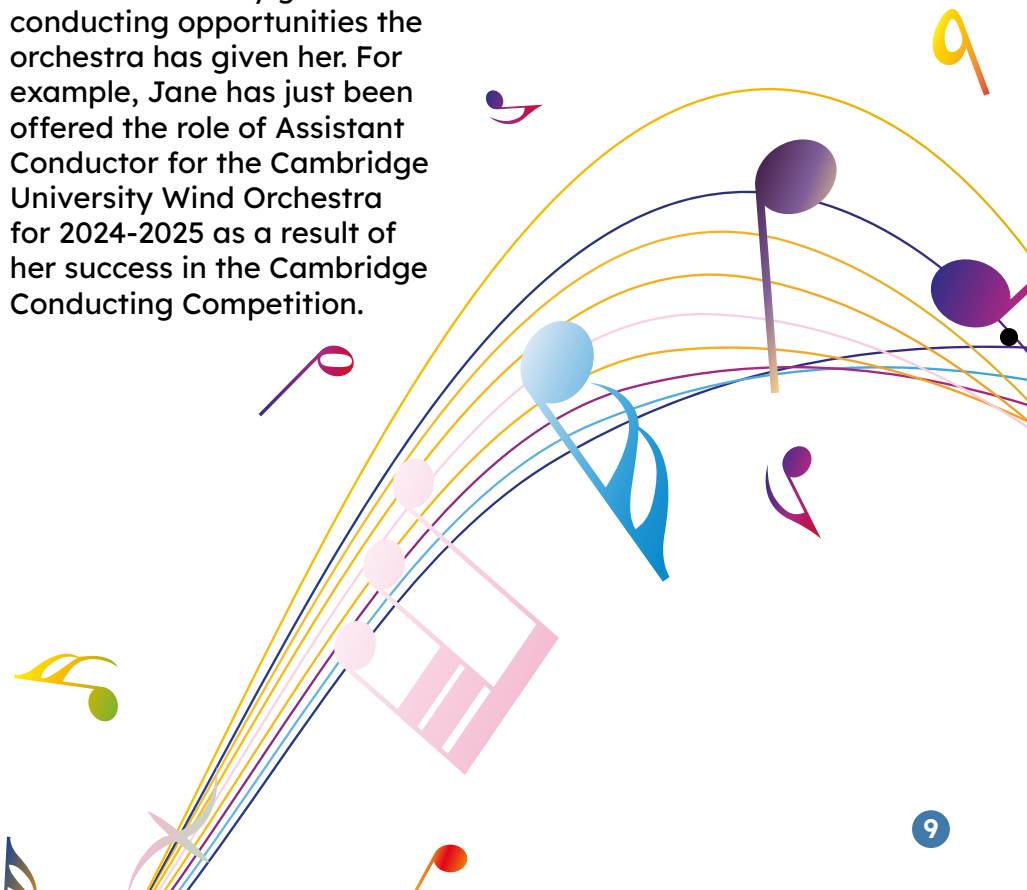 conducting opportunities the
orchestra has given her. For
example, Jane has just been
offered the role of Assistant
Conductor for the Cambridge
University Wind Orchestra
for 2024-2025 as a result of
her success in the Cambridge
Conducting Competition.
9